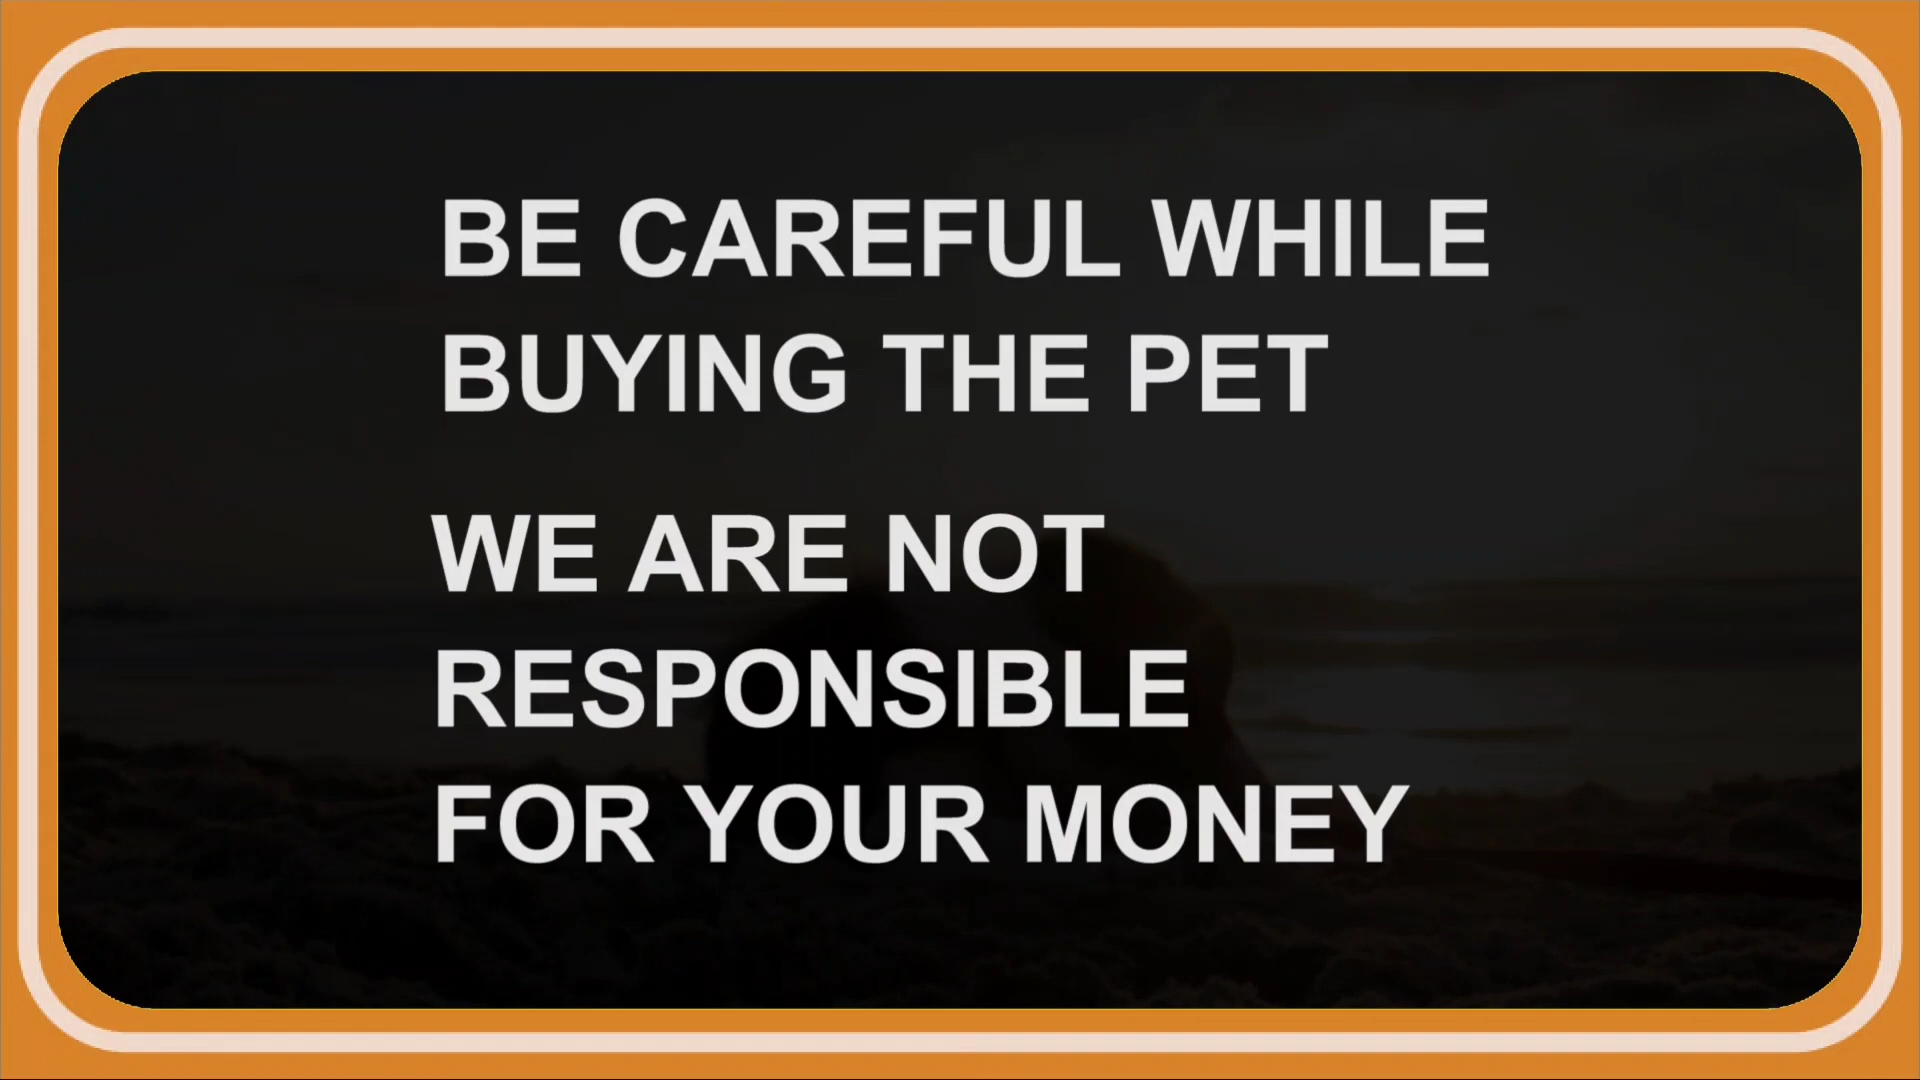 BE CAREFUL WHILE
BUYING THE PET
WE ARE NOT
RESPONSIBLE
FOR YOUR MONEY